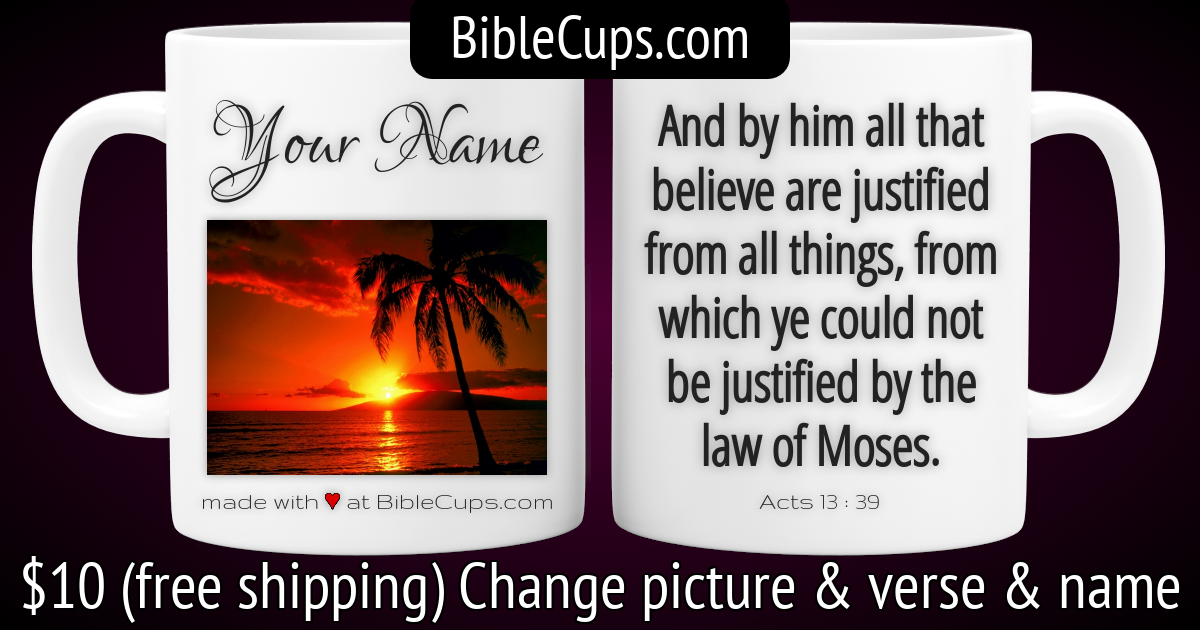 BibleCups.com
Your Name
made with ♥ at BibleCups.com
And by him all that
believe are justified
from all things, from
which ye could not
be justified by the
law of Moses.
Acts 13 : 39
$10 (free shipping) Change picture & verse & name